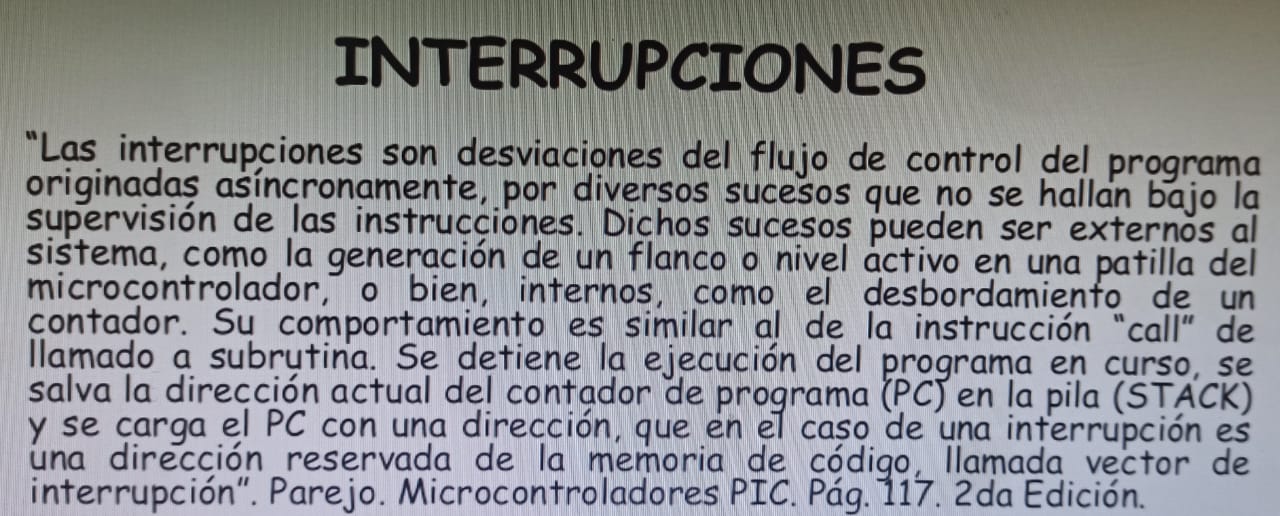 INTERRUPCIONES
"Las interrupciones son desviaciones del flujo de control del programa
originadas asíncronamente, por diversos sucesos que no se hallan bajo la
supervisión de las instrucciones. Dichos sucesos pueden ser externos al
sistema, como la generación de un flanco o nivel activo en una patilla del
microcontrolador, o bien, internos, como el desbordamiento de un
contador. Su comportamiento es similar al de la instrucción "call" de
llamado a subrutina. Se detiene la ejecución del programa en curso, se
salva la dirección actual del contador de programa (PC) en la pila (STACK)
y se carga el PC con una dirección, que en el caso de una interrupción es
una dirección reservada de la memoria de código, llamada vector de
interrupción". Parejo. Microcontroladores PIC. Pág. 117. 2da Edición.